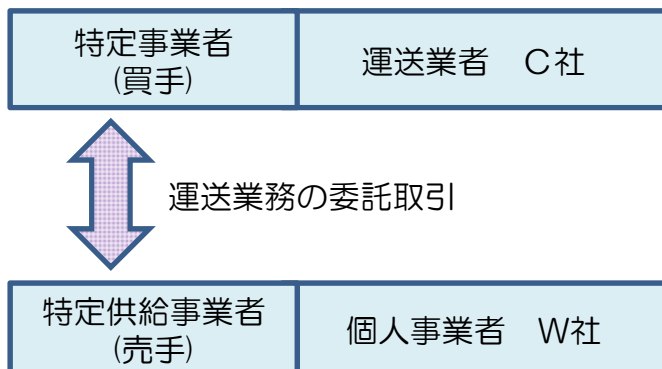 特定事業者
(買手)
運送業者 C社
運送業務の委託取引
特定供給事業者
(売手)
個人事業者 W社